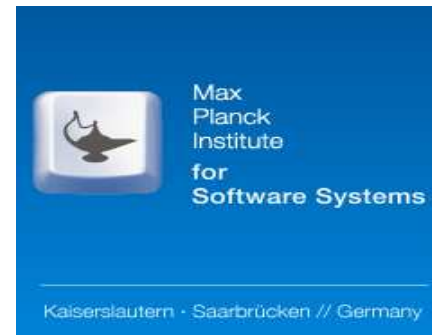 Max
Planck
Institute
for
Software Systems
Kaiserslautern · Saarbrücken // Germany